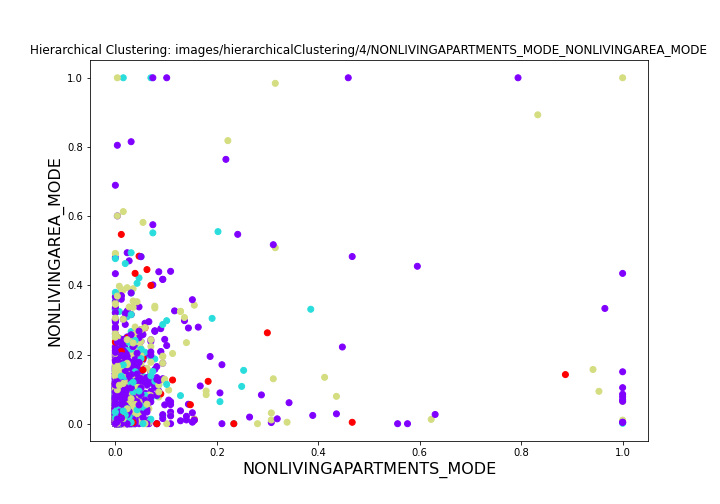 Hierarchical Clustering: images/hierarchicalClustering/4/NONLIVINGAPARTMENTS_MODE_NONLIVINGAREA_MODE
1.0
0.8
0.6
0.4
0.2
0.0
NONLIVINGAREA_MODE
0.0 0.2 0.4 0.6 0.8 1.0
NONLIVINGAPARTMENTS_MODE